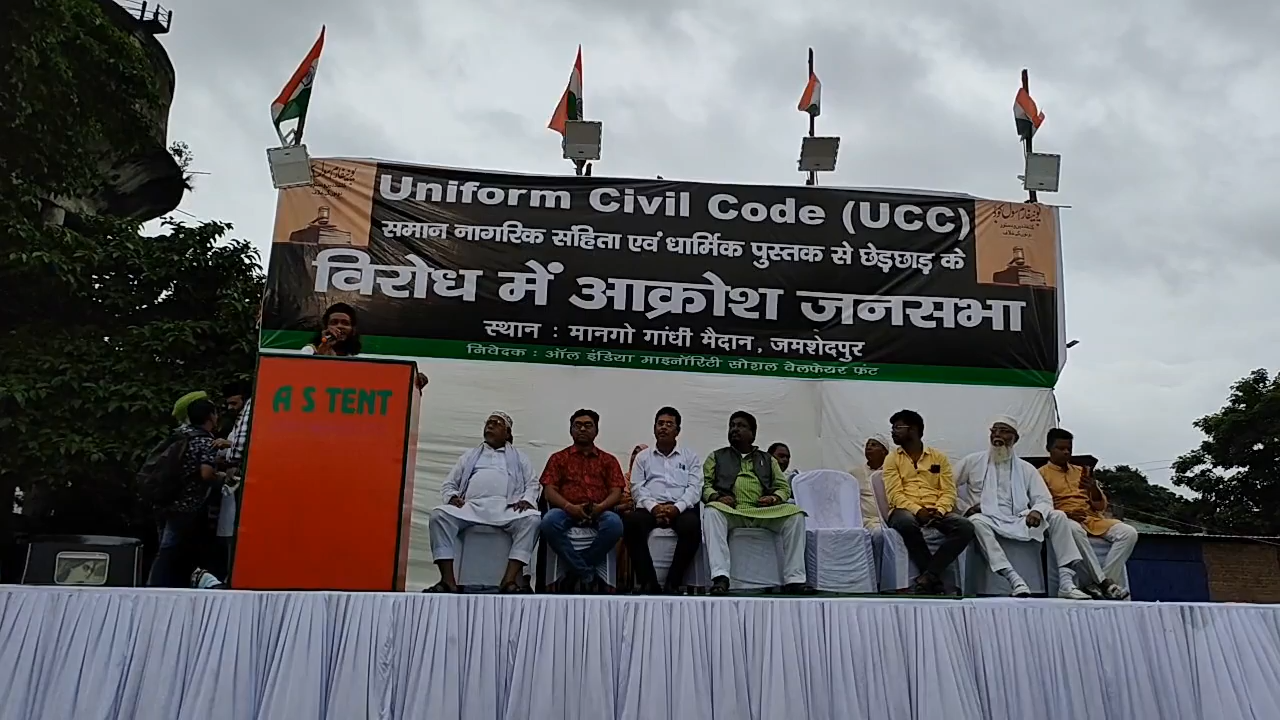 Uniform Civil Code (UCC)
समान नागरिक संहिता एवं धार्मिक पुस्तक से छेड़छाड़ के
विरोध में आक्रोश जनसभा
स्थान : मानगो गांधी मैदान, जमशेदपुर
निवेदक : ऑल इंडिया माइनॉरिटी सोशल वेलफेयर फ्रंट
A S TENT